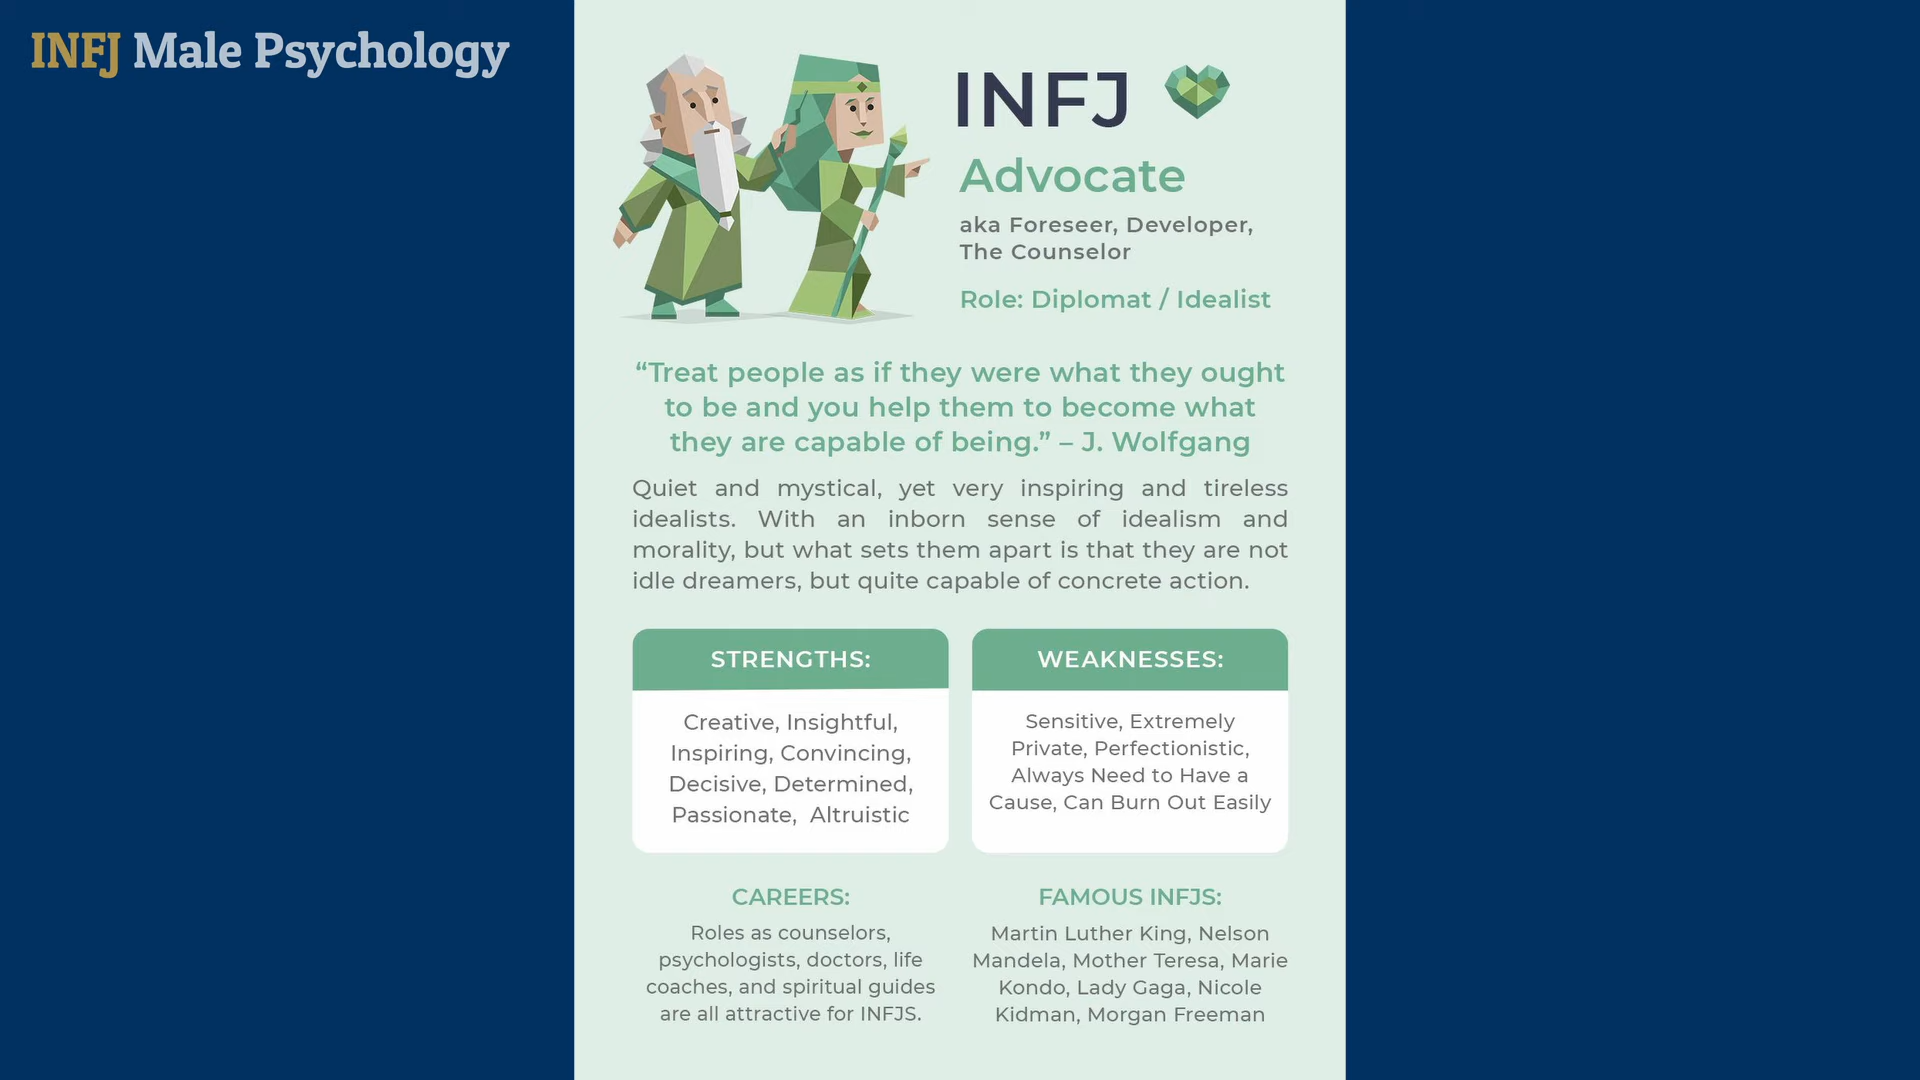 INFJ Male Psychology
INFJ
Advocate
aka Foreseer, Developer,
The Counselor
Role: Diplomat / Idealist
“Treat people as if they were what they ought
to be and you help them to become what
they are capable of being.” – J. Wolfgang
Quiet and mystical, yet very inspiring and tireless
idealists. With an inborn sense of idealism and
morality, but what sets them apart is that they are not
idle dreamers, but quite capable of concrete action.
STRENGTHS:
Creative, Insightful,
Inspiring, Convincing,
Decisive, Determined,
Passionate, Altruistic
WEAKNESSES:
Sensitive, Extremely
Private, Perfectionistic,
Always Need to Have a
Cause, Can Burn Out Easily
CAREERS:
Roles as counselors,
psychologists, doctors, life
coaches, and spiritual guides
are all attractive for INFJS.
FAMOUS INFJS:
Martin Luther King, Nelson
Mandela, Mother Teresa, Marie
Kondo, Lady Gaga, Nicole
Kidman, Morgan Freeman